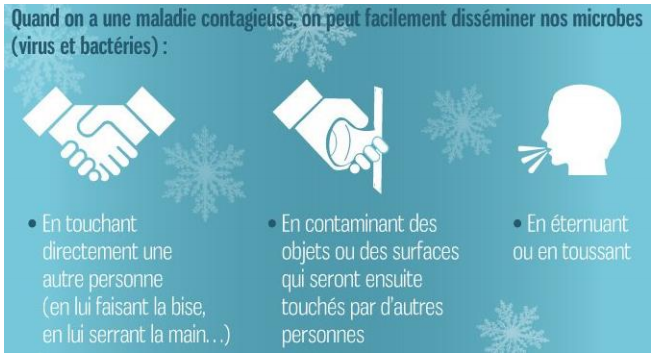 Quand on a une maladie contagieuse, on peut facilement disséminer nos microbes
(virus et bactéries) :
• En touchant
directement une
autre personne
(en lui faisant la bise,
en lui serrant la main...)
• En contaminant des
objets ou des surfaces
qui seront ensuite
touchés par d'autres
personnes
• En éternuant
ou en toussant